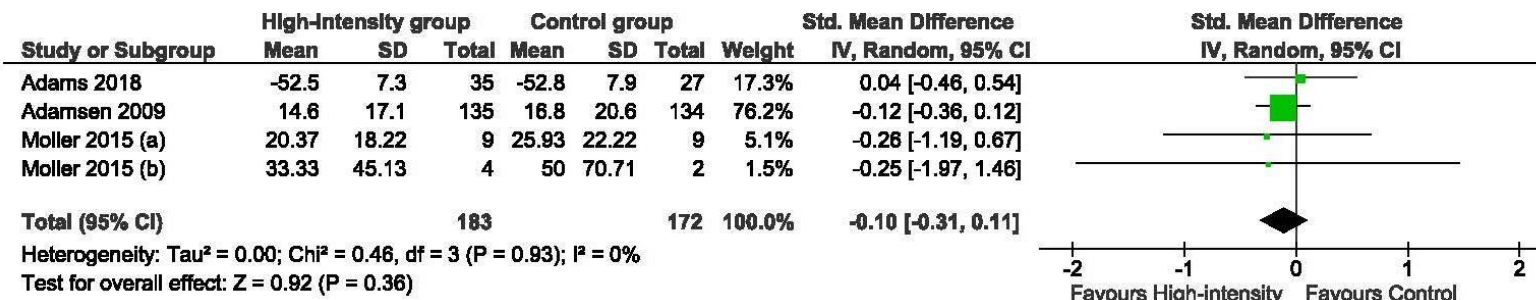 High-intensity group Control group Std. Mean Difference Std. Mean Difference
Study or Subgroup Mean SD Total Mean SD Total Weight IV, Random, 95% CI IV, Random, 95% CI
Adams 2018 -52.5 7.3 35 -52.8 7.9 27 17.3% 0.04 [-0.46, 0.54]
Adamsen 2009 14.6 17.1 135 16.8 20.6 134 76.2% -0.12 [-0.36, 0.12]
Moller 2015 (a) 20.37 18.22 9 25.93 22.22 9 5.1% -0.26 [-1.19, 0.67]
Moller 2015 (b) 33.33 45.13 4 50 70.71 2 1.5% -0.25 [-1.97, 1.46]
Total (95% CI) 183 172 100.0% -0.10 [-0.31, 0.11]
Heterogeneity: Tau² = 0.00; Chi² = 0.46, df = 3 (P = 0.93); I² = 0%
Test for overall effect: Z = 0.92 (P = 0.36)
-2 -1 0 1 2
Favours High-intensity Favours Control